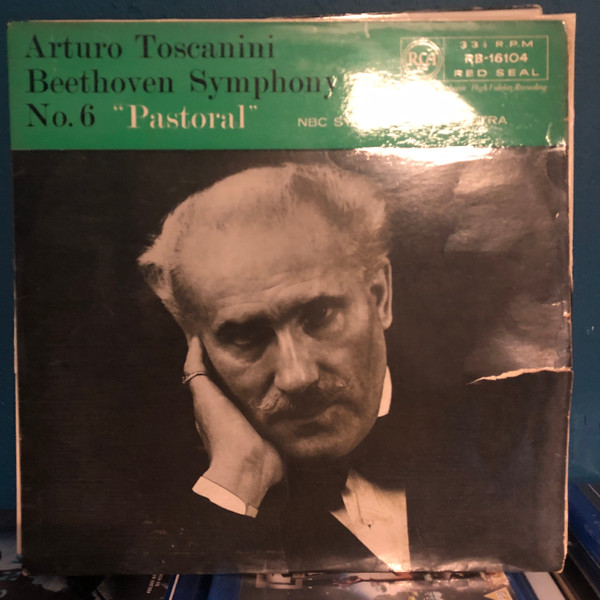 Arturo Toscanini
Beethoven Symphony
No. 6 "Pastoral"
NBC S
TRA
RCA
33⅓ R.P.M
RB-16104
RED SEAL
High Fidelity Recording